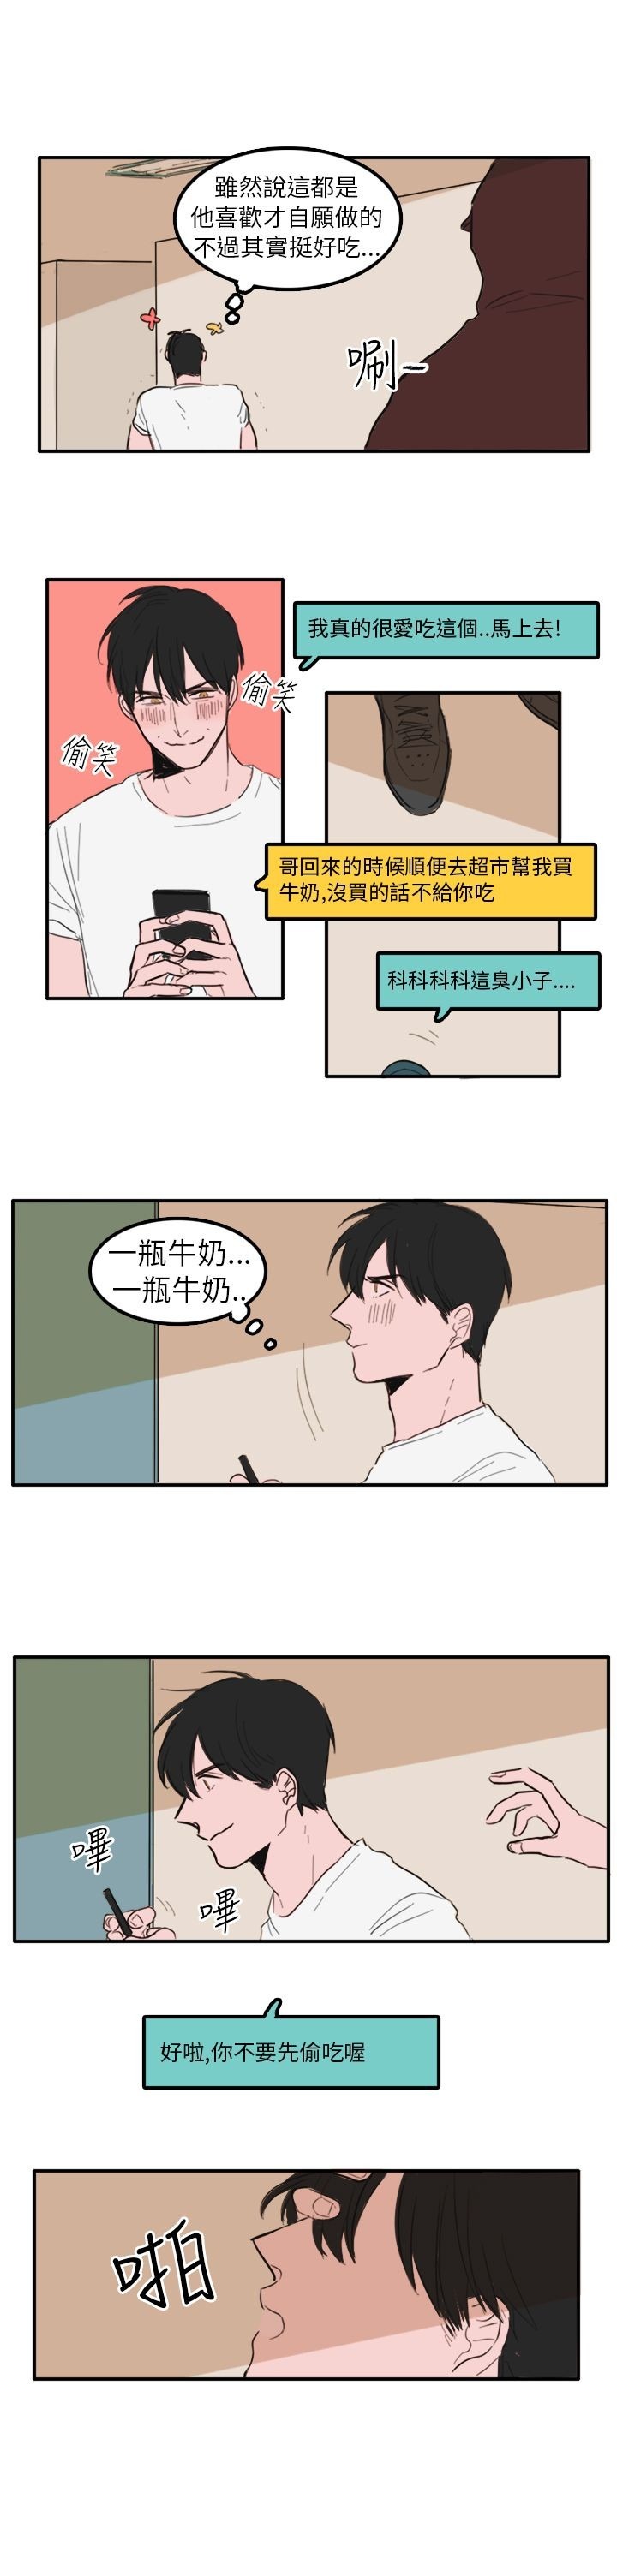 雖然說這都是
他喜歡才自願做的
不過其實挺好吃...
唰~
我真的很愛吃這個..馬上去!
偷笑
偷笑
哥回來的時候順便去超市幫我買
牛奶,沒買的話不給你吃
科科科科這臭小子....
一瓶牛奶...
一瓶牛奶..
嗶
嗶
好啦,你不要先偷吃喔
啪